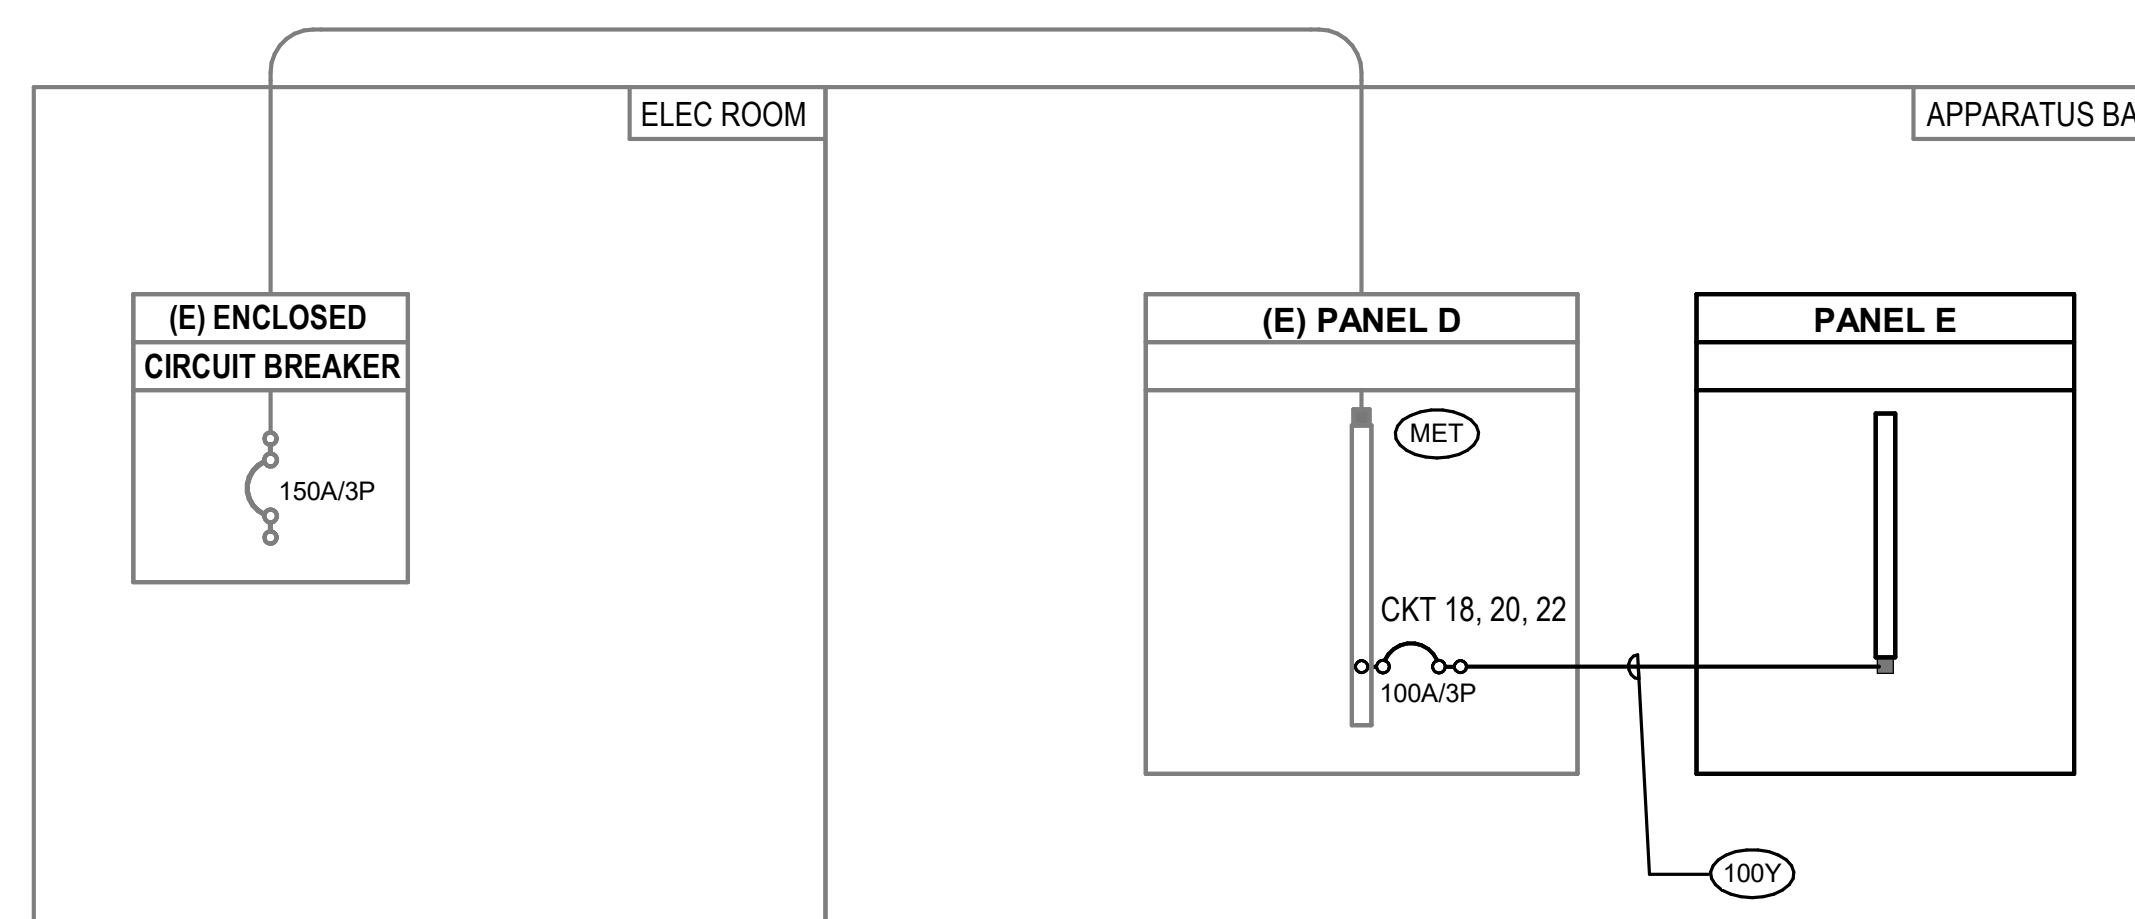 ELEC ROOM
APPARATUS BA
(E) ENCLOSED
CIRCUIT BREAKER
150A/3P
(E) PANEL D
MET
CKT 18, 20, 22
100A/3P
PANEL E
100Y